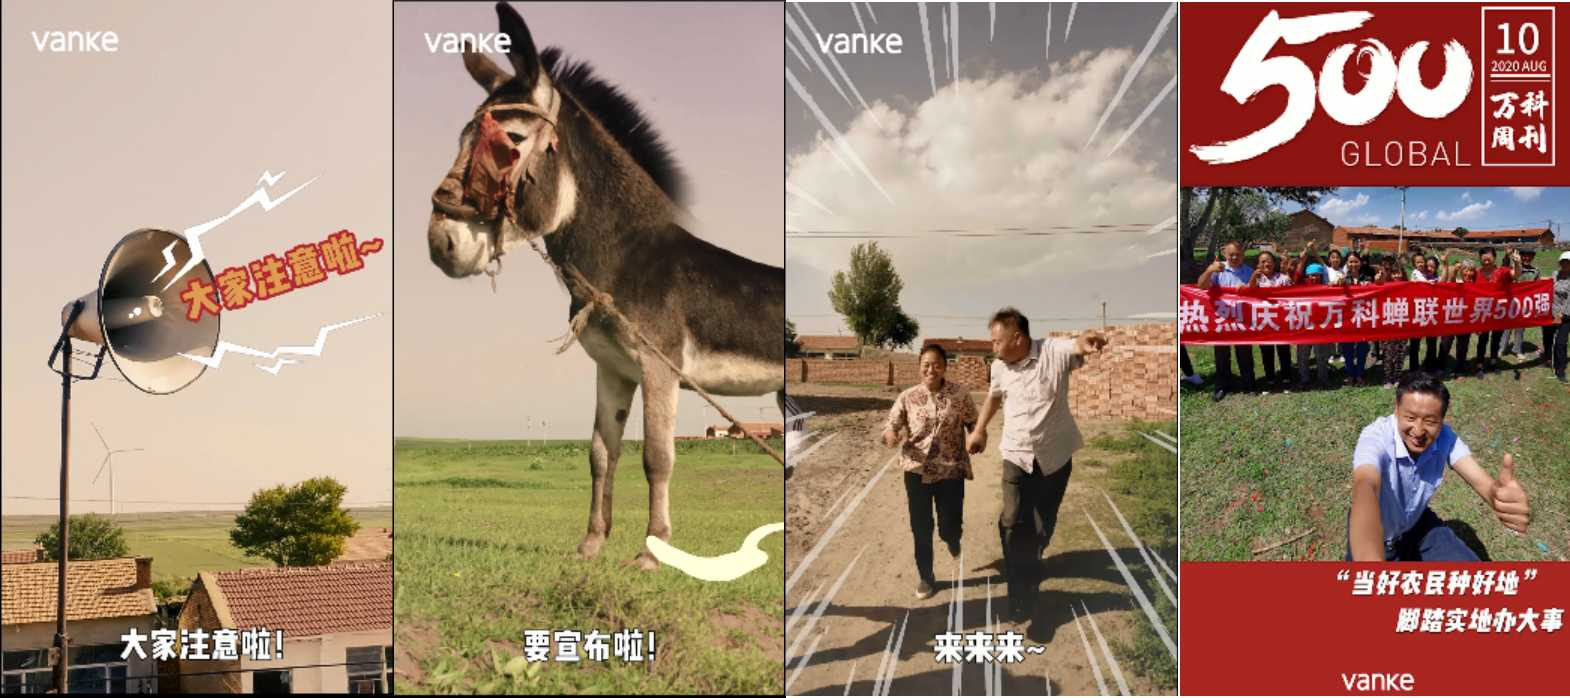 vanke
大家注意啦~
大家注意啦!
vanke
要宣布啦!
vanke
来来来~
500
GLOBAL
10
2020 AUG
万科
周刊
热烈庆祝万科蝉联世界500强
“当好农民种好地”
脚踏实地办大事
vanke